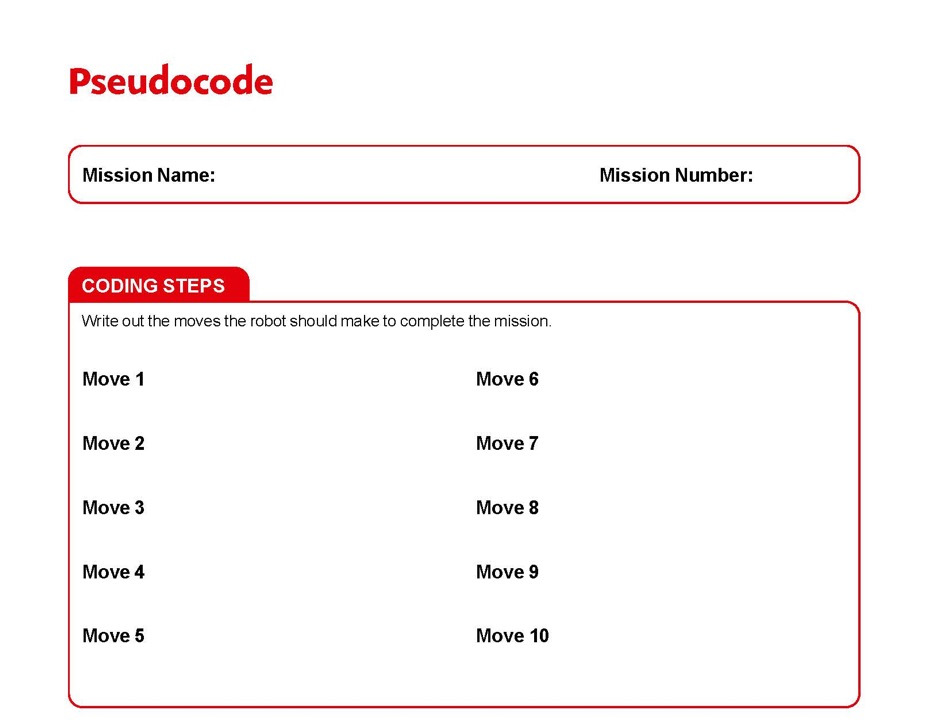 Pseudocode
Mission Name:
Mission Number:
CODING STEPS
Write out the moves the robot should make to complete the mission.
Move 1
Move 2
Move 3
Move 4
Move 5
Move 6
Move 7
Move 8
Move 9
Move 10